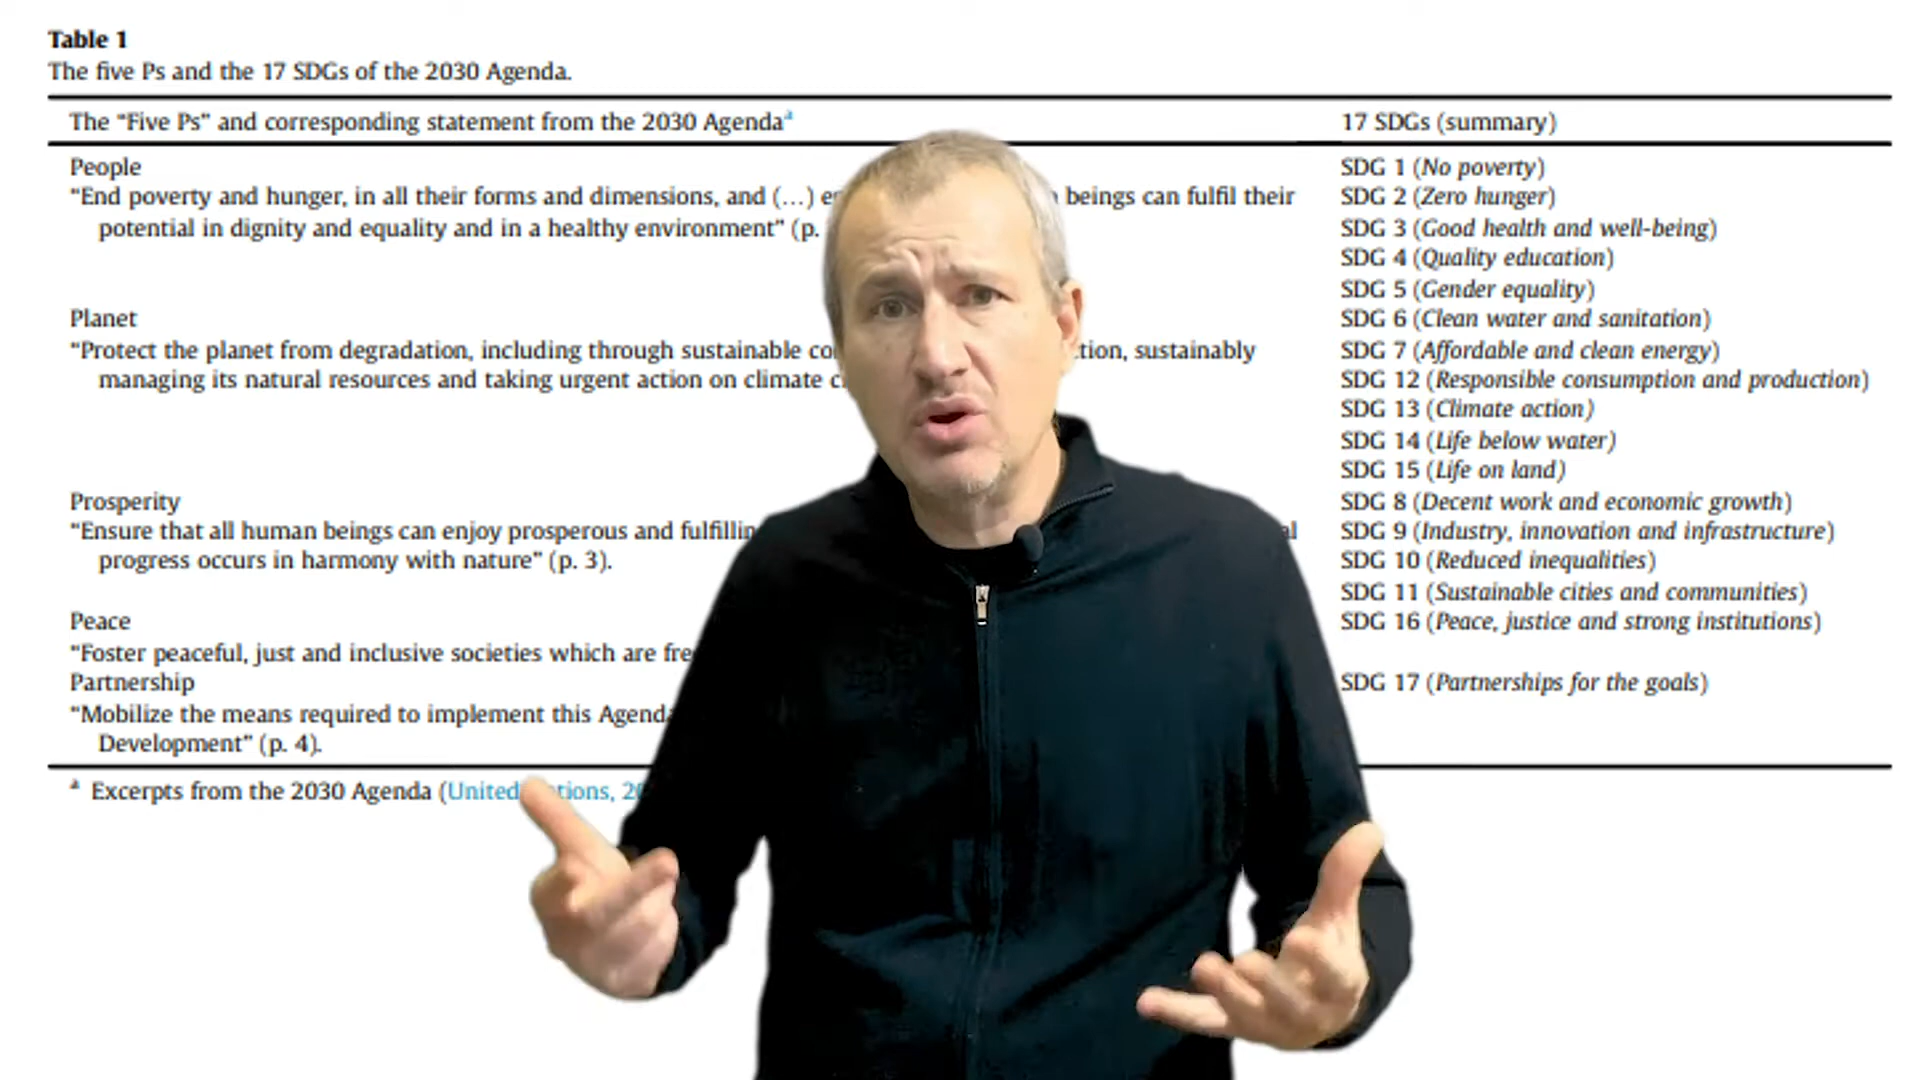 Table 1
The five Ps and the 17 SDGs of the 2030 Agenda.
The "Five Ps" and corresponding statement from the 2030 Agendaª
17 SDGs (summary)
People
SDG 1 (No poverty)
"End poverty and hunger, in all their forms and dimensions, and (...) beings can fulfil their
SDG 2 (Zero hunger)
potential in dignity and equality and in a healthy environment" (p.
SDG 3 (Good health and well-being)
SDG 4 (Quality education)
SDG 5 (Gender equality)
Planet
SDG 6 (Clean water and sanitation)
"Protect the planet from degradation, including through sustainable sustainably
SDG 7 (Affordable and clean energy)
managing its natural resources and taking urgent action on climate
SDG 12 (Responsible consumption and production)
SDG 13 (Climate action)
SDG 14 (Life below water)
SDG 15 (Life on land)
Prosperity
SDG 8 (Decent work and economic growth)
"Ensure that all human beings can enjoy prosperous and
SDG 9 (Industry, innovation and infrastructure)
progress occurs in harmony with nature" (p. 3).
SDG 10 (Reduced inequalities)
SDG 11 (Sustainable cities and communities)
Peace
SDG 16 (Peace, justice and strong institutions)
"Foster peaceful, just and inclusive societies which are
Partnership
SDG 17 (Partnerships for the goals)
"Mobilize the means required to implement this
Development" (p. 4).
ª Excerpts from the 2030 Agenda (United